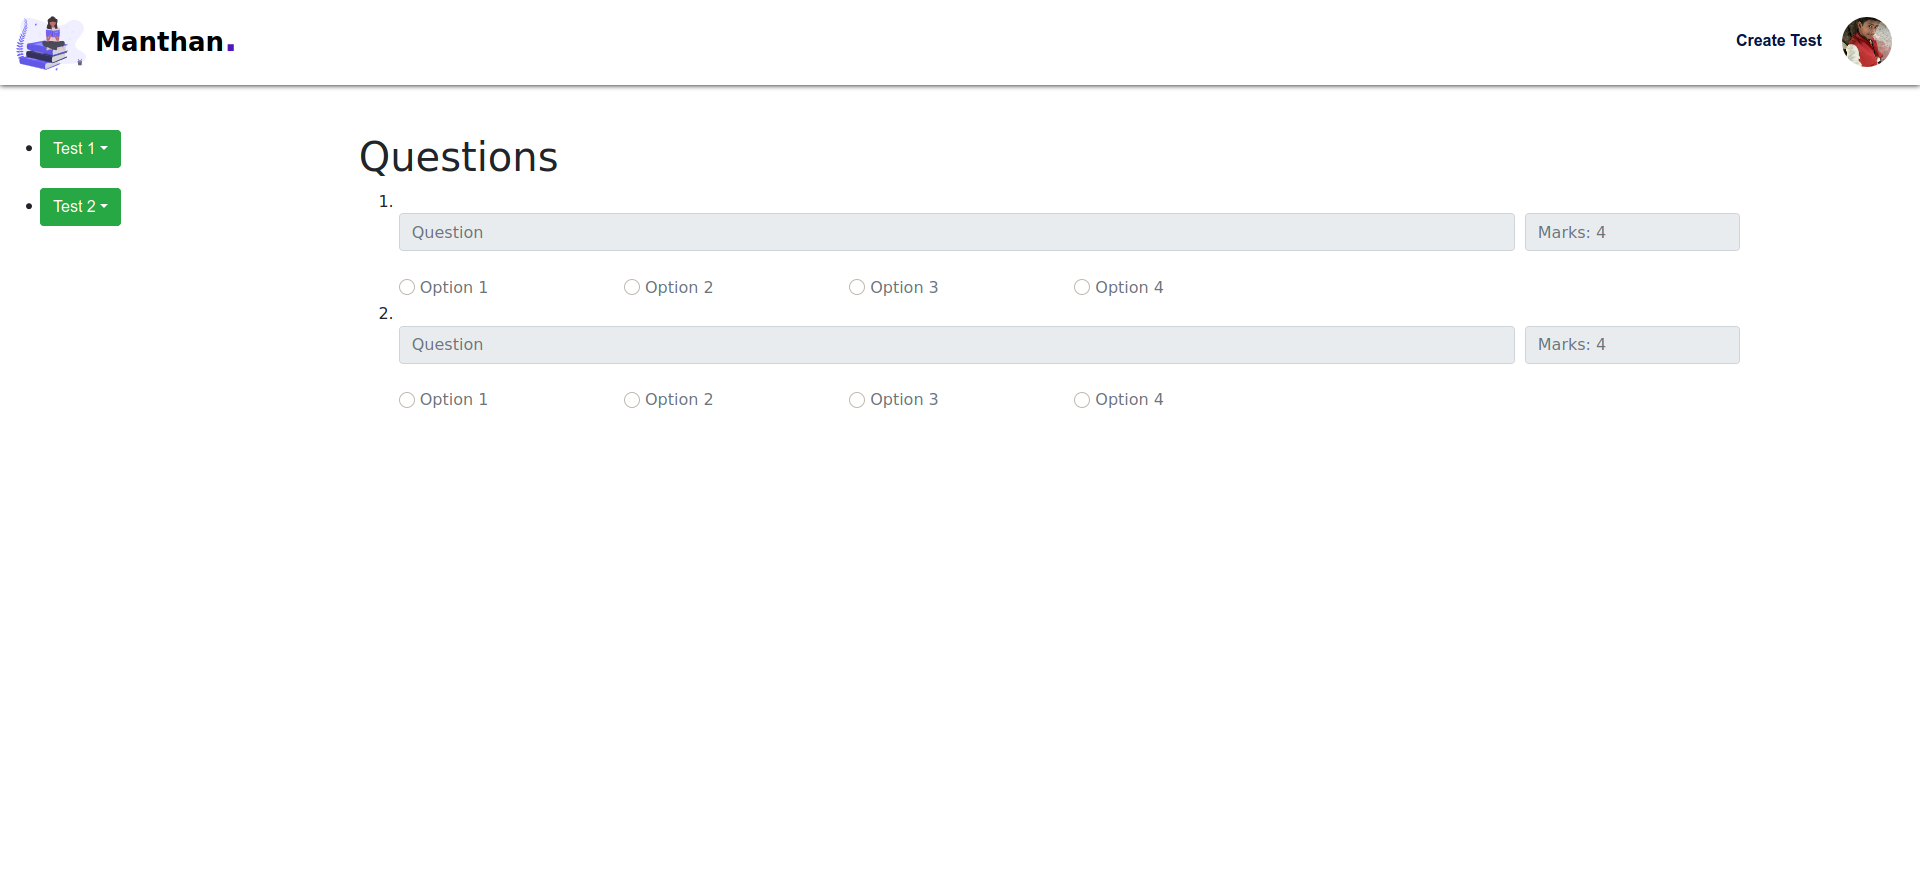 Manthan.
Create Test
Test 1
Test 2
Questions
1.
Question
Marks: 4
Option 1 Option 2 Option 3 Option 4
2.
Question
Marks: 4
Option 1 Option 2 Option 3 Option 4